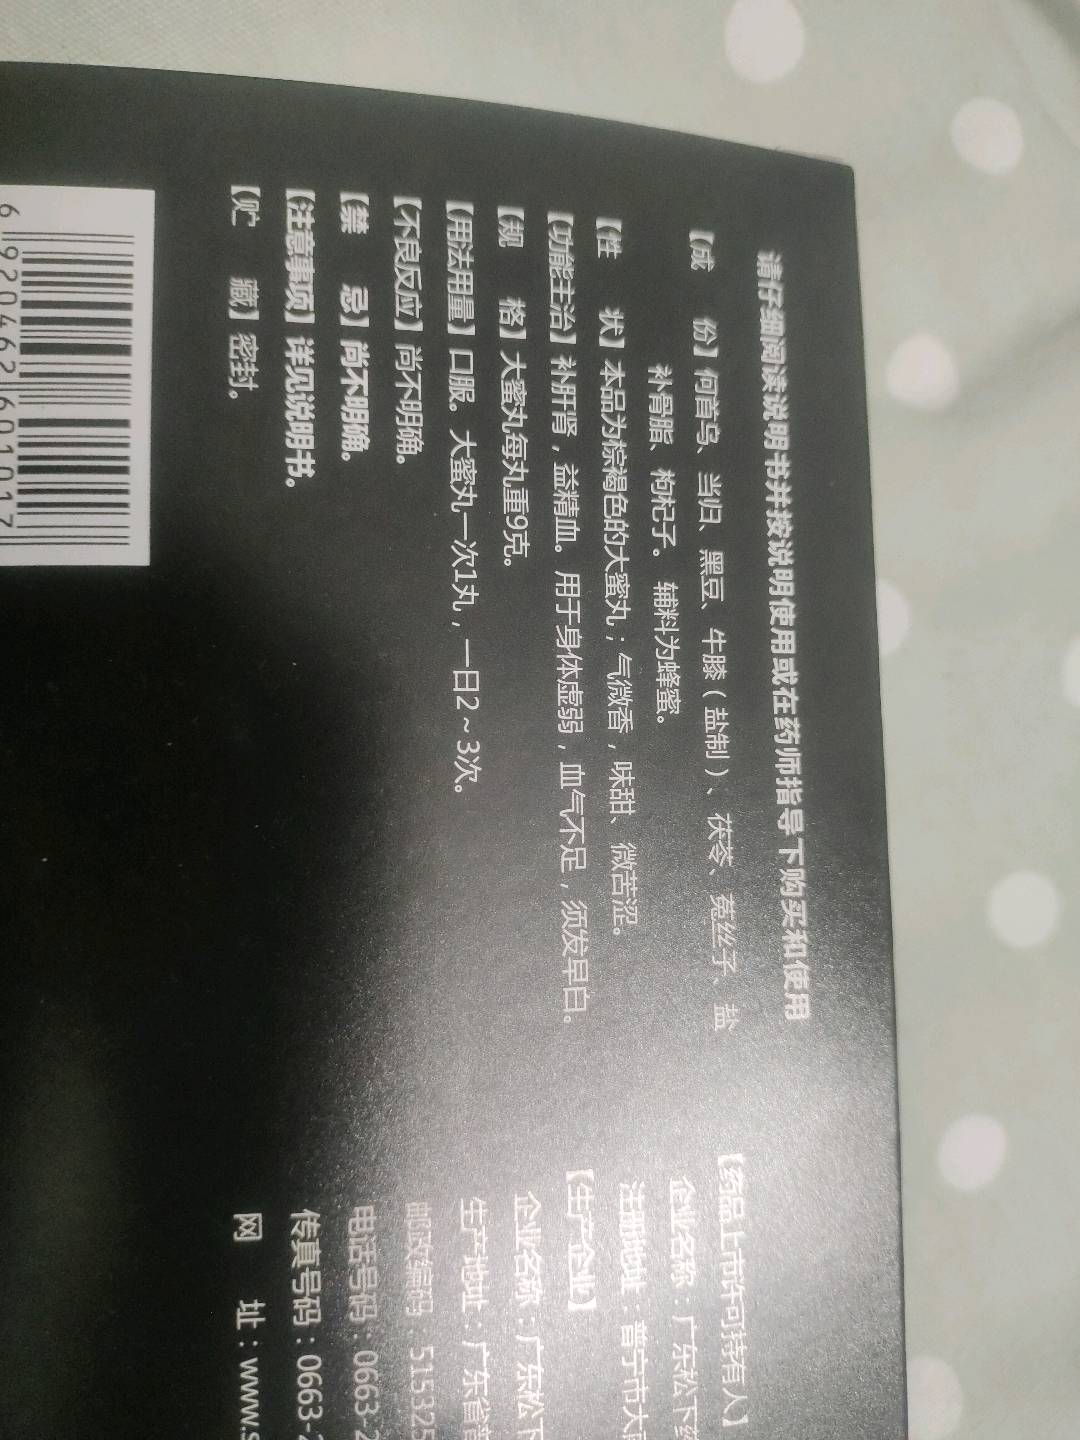 请仔细阅读说明书并按说明使用或在药师指导下购买和使用
【成 份】何首乌、当归、黑豆、牛膝(盐制)、茯苓、菟丝子、盐
补骨脂、枸杞子。辅料为蜂蜜。
【性 状】本品为棕褐色的大蜜丸;气微香,味甜、微苦涩。
【功能主治】补肝肾,益精血。用于身体虚弱,血气不足,须发早白。
【规 格】大蜜丸每丸重9克。
【用法用量】口服。大蜜丸一次1丸,一日2~3次。
【不良反应】尚不明确。
【禁 忌】尚不明确。
【注意事项】详见说明书。
【贮 藏】密封。
6 920462 601017
【药品上市许可持有人】
企业名称:广东松下
注册地址:普宁市大
【生产企业】
企业名称:广东松下
生产地址:广东省普
邮政编码:515325
电话号码:0663-2
传真号码:0663-2
网 址:www.s